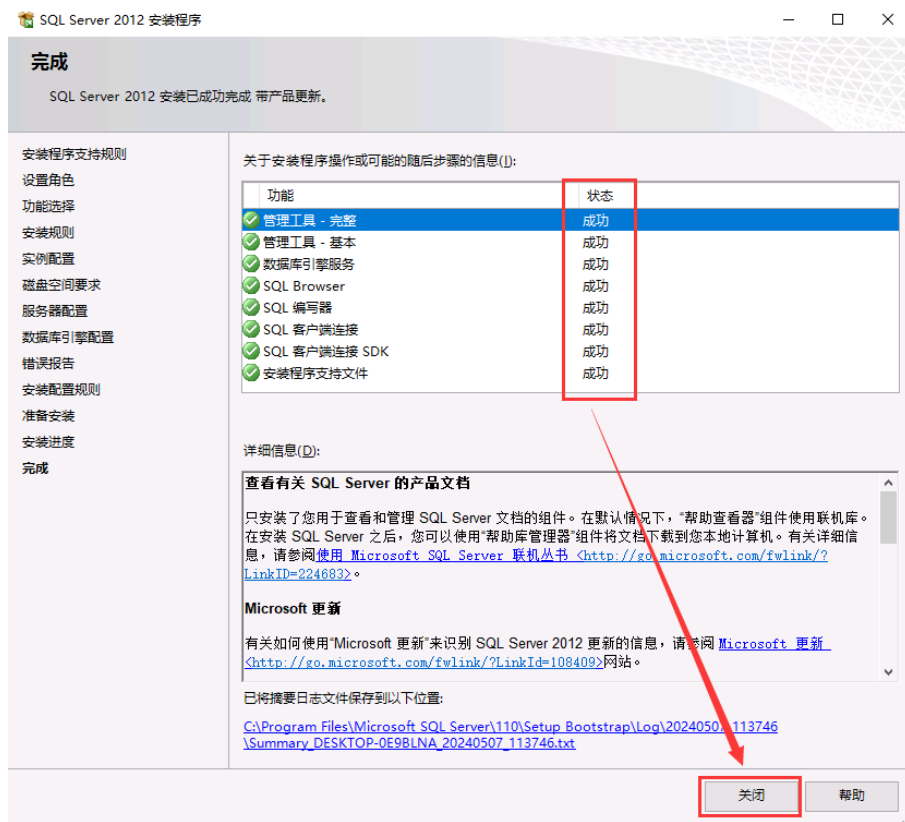 SQL Server 2012 安装程序
完成
SQL Server 2012 安装已成功完成 带产品更新。
安装程序支持规则
设置角色
功能选择
安装规则
实例配置
磁盘空间要求
服务器配置
数据库引擎配置
错误报告
安装配置规则
准备安装
安装进度
完成
关于安装程序操作或可能的随后步骤的信息(I):
功能 状态
管理工具 - 完整 成功
管理工具 - 基本 成功
数据库引擎服务 成功
SQL Browser 成功
SQL 编写器 成功
SQL 客户端连接 成功
SQL 客户端连接 SDK 成功
安装程序支持文件 成功
详细信息(D):
查看有关 SQL Server 的产品文档
只安装了您用于查看和管理 SQL Server 文档的组件。在默认情况下，“帮助查看器”组件使用联机库。
在安装 SQL Server 之后，您可以使用“帮助库管理器”组件将文档下载到您本地计算机。有关详细信
息，请参阅使用 Microsoft SQL Server 联机丛书 <http://go.microsoft.com/fwlink/?
LinkID=224683>。
Microsoft 更新
有关如何使用“Microsoft 更新”来识别 SQL Server 2012 更新的信息，请参阅 Microsoft 更新
<http://go.microsoft.com/fwlink/?LinkId=108409>网站。
已将摘要日志文件保存到以下位置:
C:\Program Files\Microsoft SQL Server\110\Setup Bootstrap\Log\20240507_113746
\Summary_DESKTOP-0E9BLNA_20240507_113746.txt
关闭 帮助